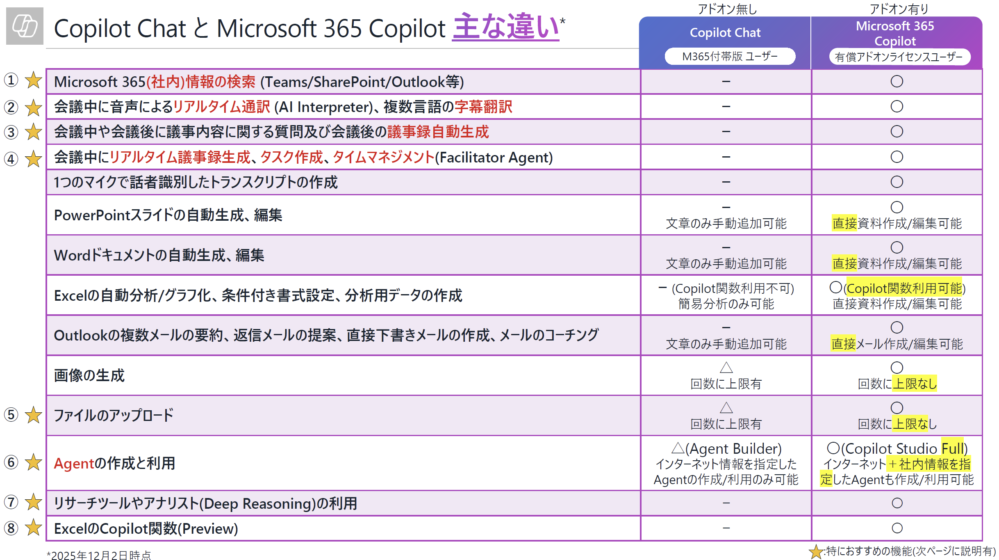 Copilot Chat と Microsoft 365 Copilot 主な違い*
アドオン無し
アドオン有り
Copilot Chat
M365付帯版 ユーザー
Microsoft 365
Copilot
有償アドオンライセンスユーザー
① Microsoft 365(社内)情報の検索 (Teams/SharePoint/Outlook等)
－
〇
② 会議中に音声によるリアルタイム通訳 (AI Interpreter)、複数言語の字幕翻訳
－
〇
③ 会議中や会議後に議事内容に関する質問及び会議後の議事録自動生成
－
〇
④ 会議中にリアルタイム議事録生成、タスク作成、タイムマネジメント(Facilitator Agent)
－
〇
1つのマイクで話者識別したトランスクリプトの作成
－
〇
PowerPointスライドの自動生成、編集
－
文章のみ手動追加可能
〇
直接資料作成/編集可能
Wordドキュメントの自動生成、編集
－
文章のみ手動追加可能
〇
直接資料作成/編集可能
Excelの自動分析/グラフ化、条件付き書式設定、分析用データの作成
－ (Copilot関数利用不可)
簡易分析のみ可能
〇(Copilot関数利用可能)
直接資料作成/編集可能
Outlookの複数メールの要約、返信メールの提案、直接下書きメールの作成、メールのコーチング
－
文章のみ手動追加可能
〇
直接メール作成/編集可能
画像の生成
△
回数に上限有
〇
回数に上限なし
⑤ ファイルのアップロード
△
回数に上限有
〇
回数に上限なし
⑥ Agentの作成と利用
△(Agent Builder)
インターネット情報を指定した
Agentの作成/利用のみ可能
〇(Copilot Studio Full)
インターネット＋社内情報を指
定したAgentも作成/利用可能
⑦ リサーチツールやアナリスト(Deep Reasoning)の利用
－
〇
⑧ ExcelのCopilot関数(Preview)
－
〇
*2025年12月2日時点
★:特におすすめの機能(次ページに説明有)